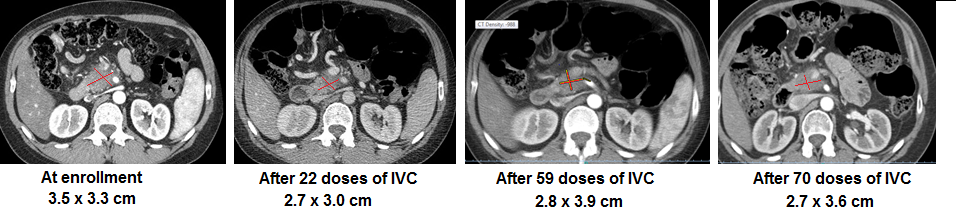 CT Density: -988
At enrollment
3.5 x 3.3 cm
After 22 doses of IVC
2.7 x 3.0 cm
After 59 doses of IVC
2.8 x 3.9 cm
After 70 doses of IVC
2.7 x 3.6 cm